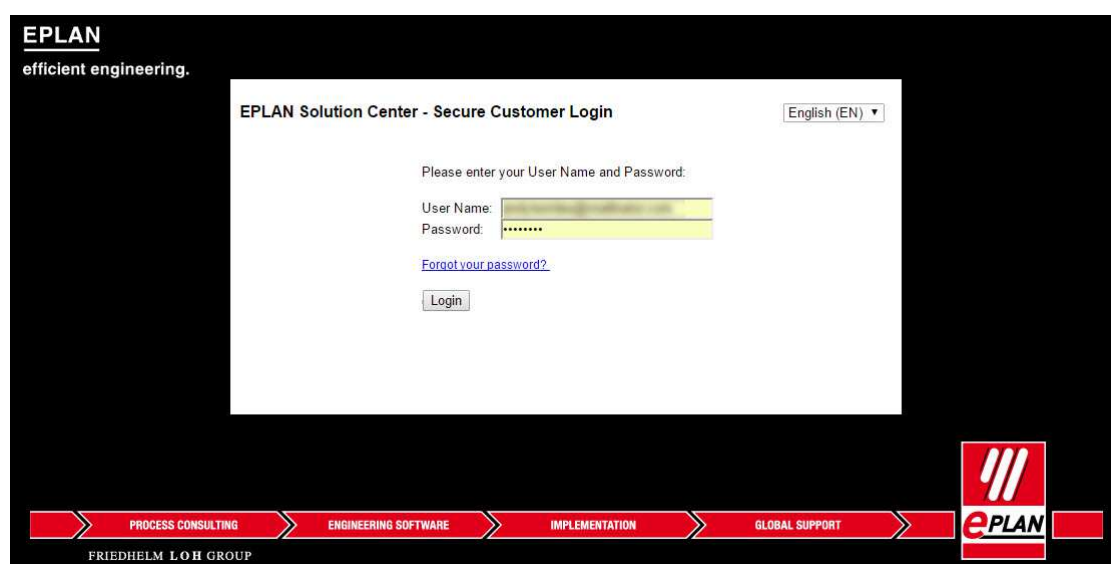 EPLAN
efficient engineering.
EPLAN Solution Center - Secure Customer Login
English (EN)
Please enter your User Name and Password:
User Name:
Password: ••••••••
Forgot your password?
Login
PROCESS CONSULTING
ENGINEERING SOFTWARE
IMPLEMENTATION
GLOBAL SUPPORT
ePLAN
FRIEDHELM LOH GROUP